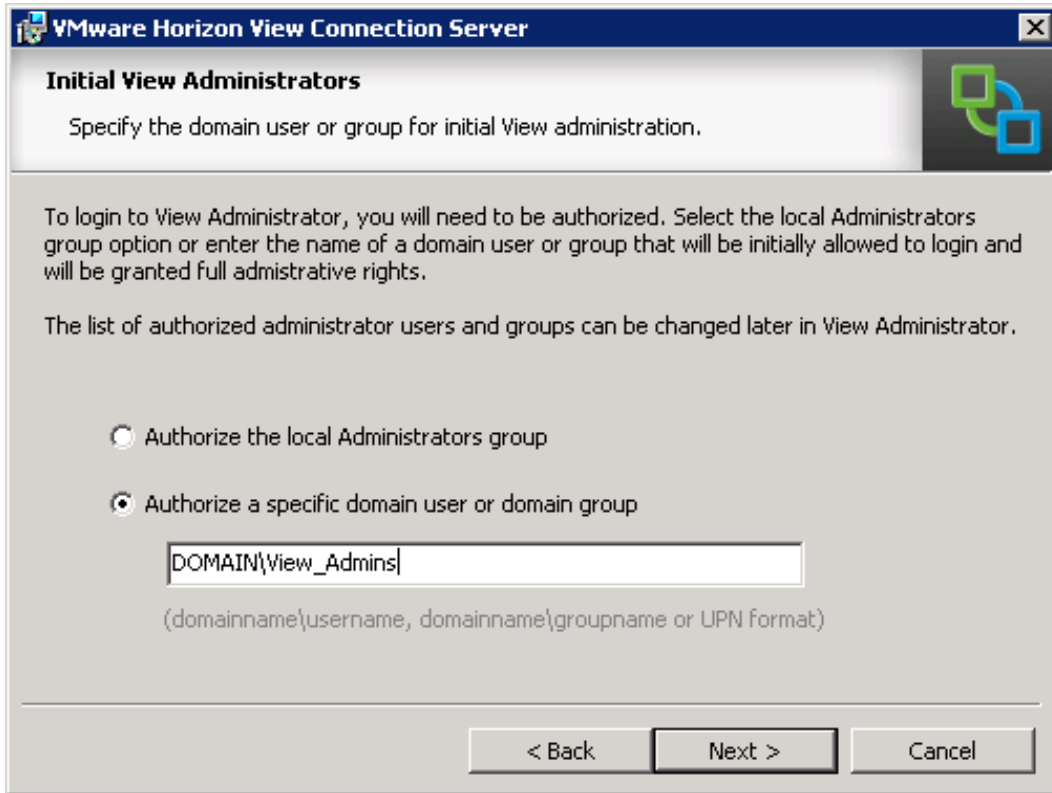 VMware Horizon View Connection Server
Initial View Administrators
Specify the domain user or group for initial View administration.
To login to View Administrator, you will need to be authorized. Select the local Administrators
group option or enter the name of a domain user or group that will be initially allowed to login and
will be granted full admistrative rights.
The list of authorized administrator users and groups can be changed later in View Administrator.
Authorize the local Administrators group
Authorize a specific domain user or domain group
DOMAIN\View_Admins
(domainname\username, domainname\groupname or UPN format)
< Back Next > Cancel